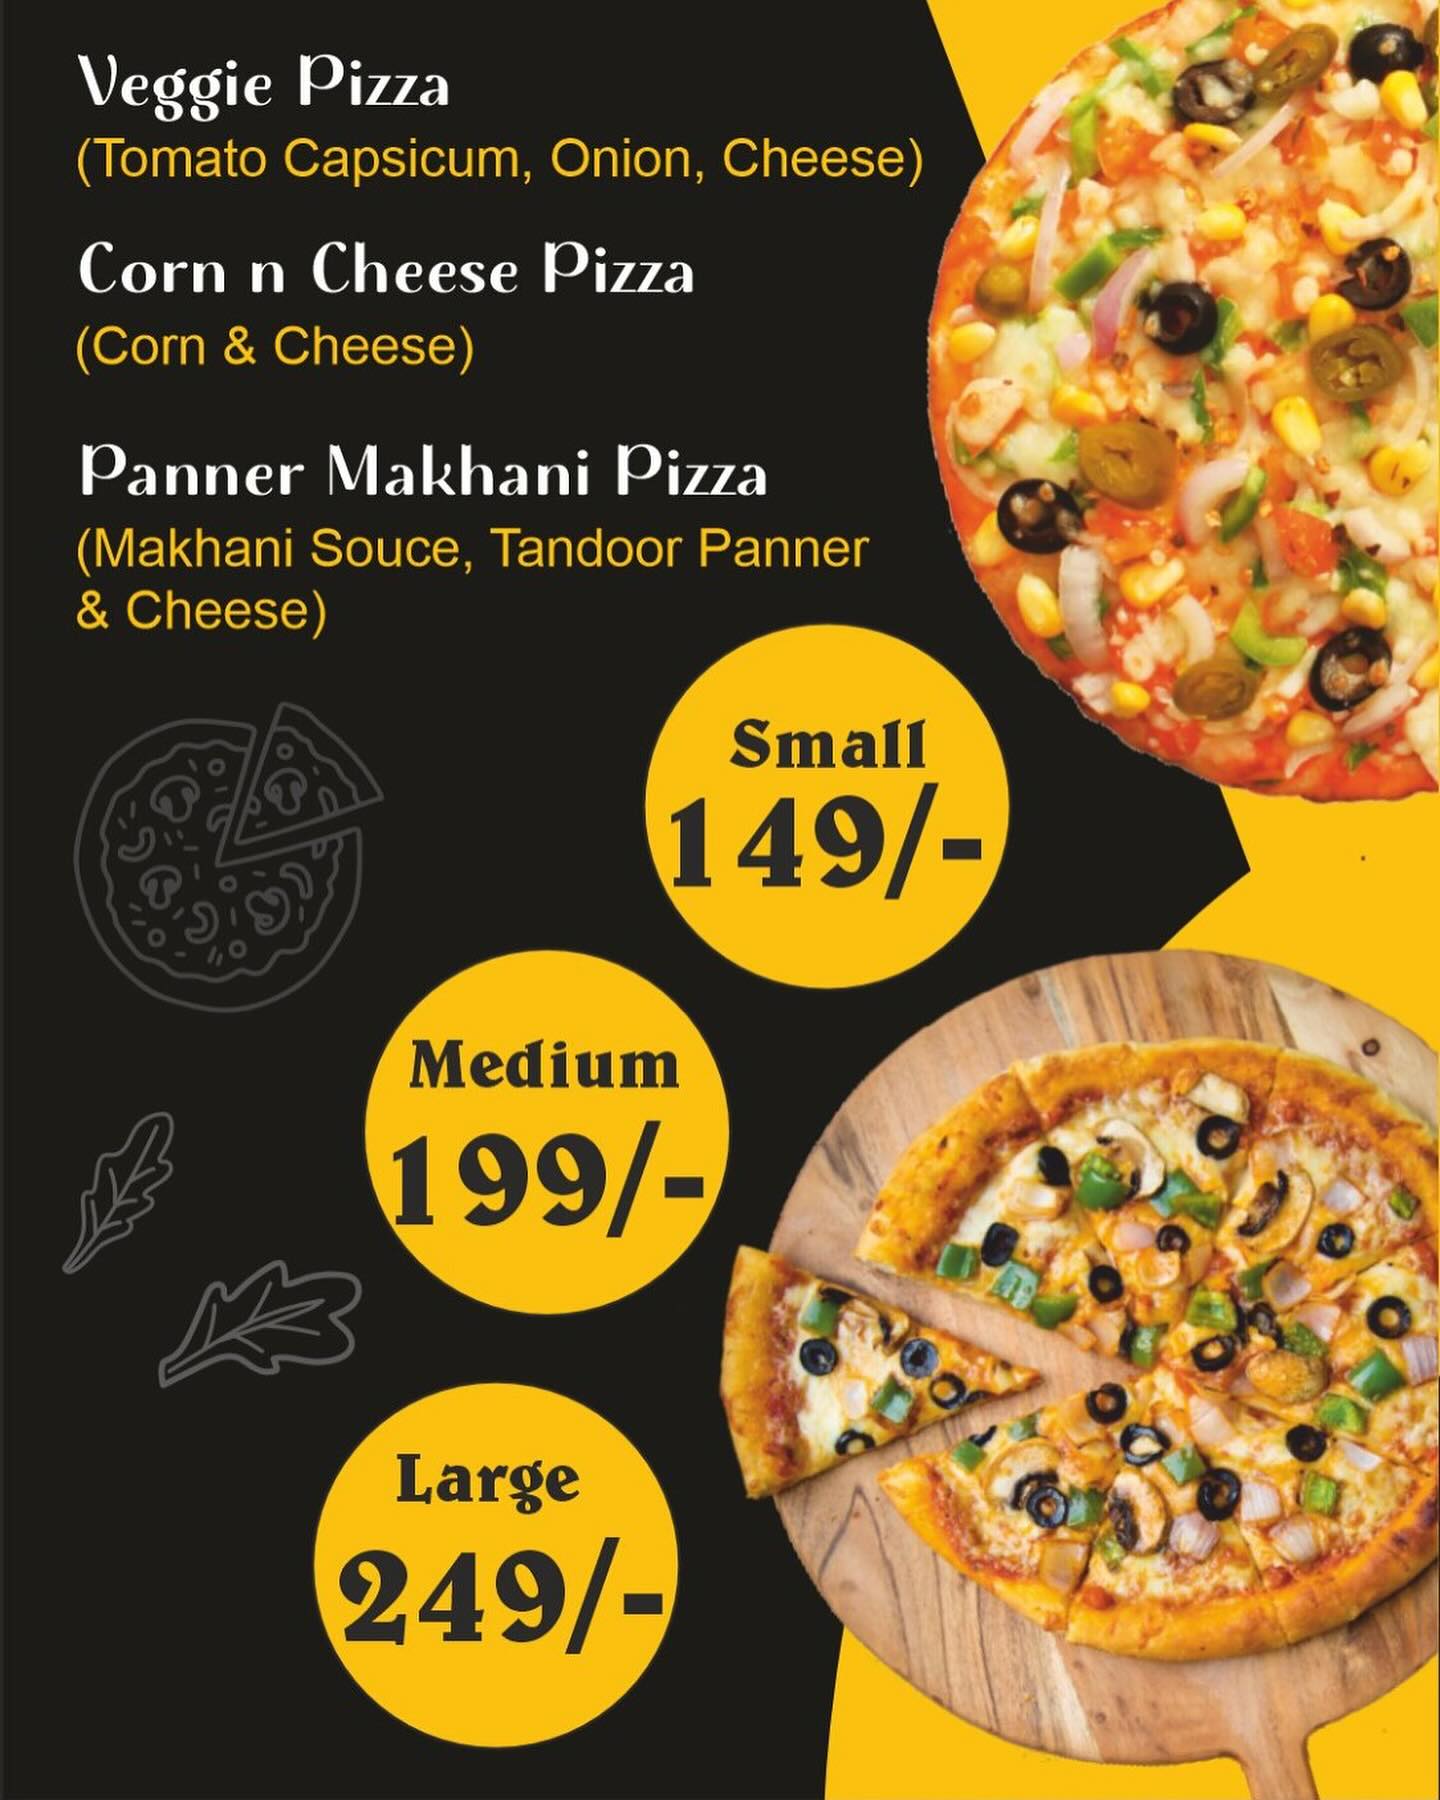 Veggie Pizza
(Tomato Capsicum, Onion, Cheese)
Corn n Cheese Pizza
(Corn & Cheese)
Panner Makhani Pizza
(Makhani Souce, Tandoor Panner
& Cheese)
Small
149/-
Medium
199/-
Large
249/-